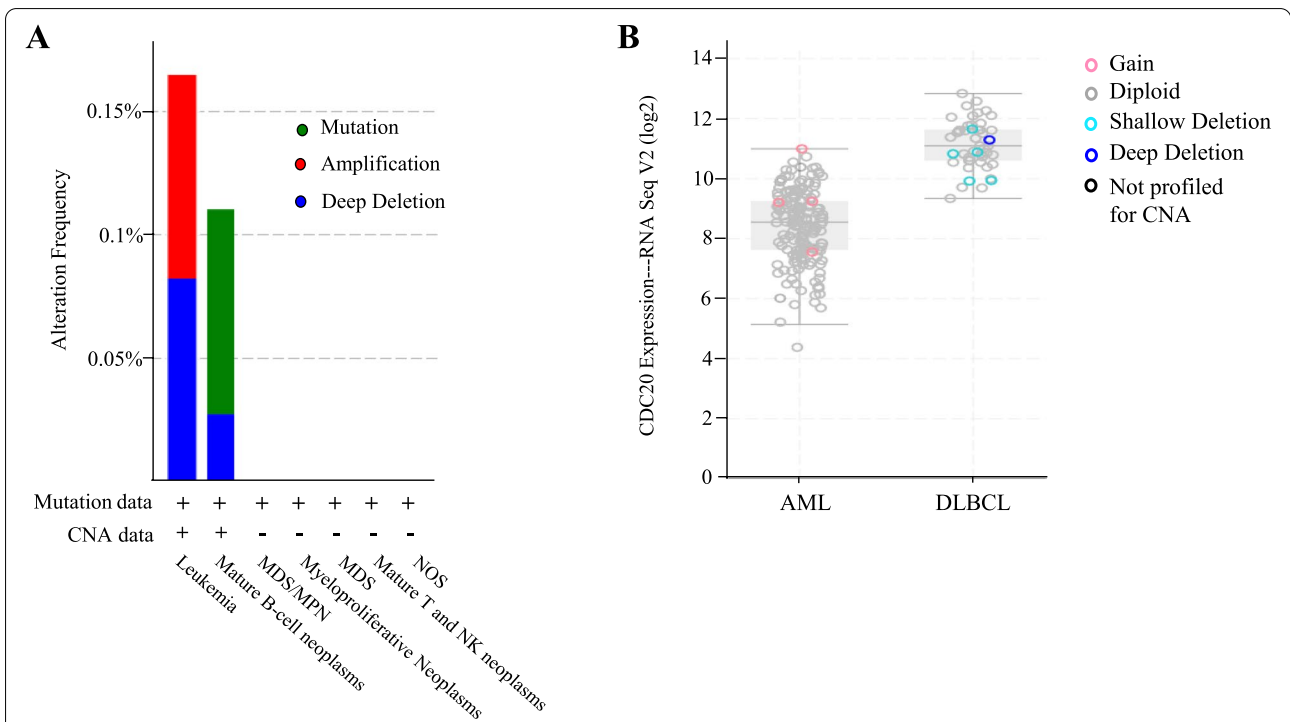 A
Alteration Frequency
0.15%
0.1%
0.05%
Mutation
Amplification
Deep Deletion
Mutation data + + + + + + +
CNA data + + - - - - -
Leukemia
Mature B-cell neoplasms
MDS/MPN
Myeloproliferative Neoplasms
MDS
Mature T and NK neoplasms
NOS
B
CDC20 Expression---RNA Seq V2 (log2)
14
12
10
8
6
4
2
0
AML
DLBCL
Gain
Diploid
Shallow Deletion
Deep Deletion
Not profiled
for CNA